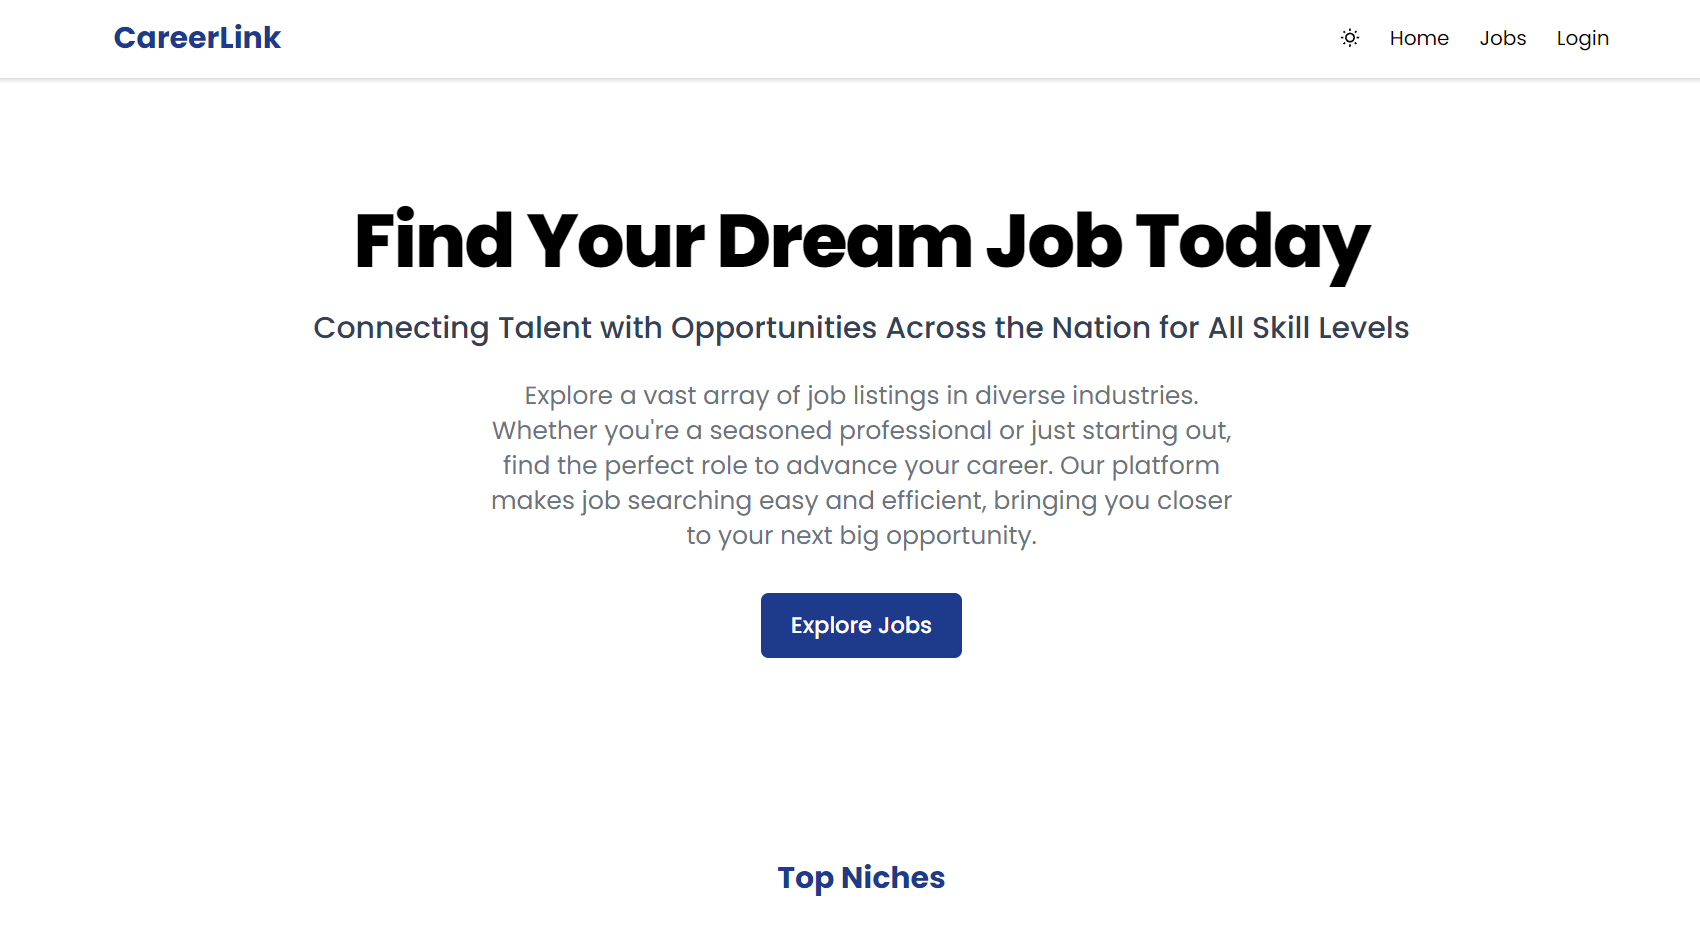 CareerLink
Home Jobs Login
Find Your Dream Job Today
Connecting Talent with Opportunities Across the Nation for All Skill Levels
Explore a vast array of job listings in diverse industries.
Whether you're a seasoned professional or just starting out,
find the perfect role to advance your career. Our platform
makes job searching easy and efficient, bringing you closer
to your next big opportunity.
Explore Jobs
Top Niches